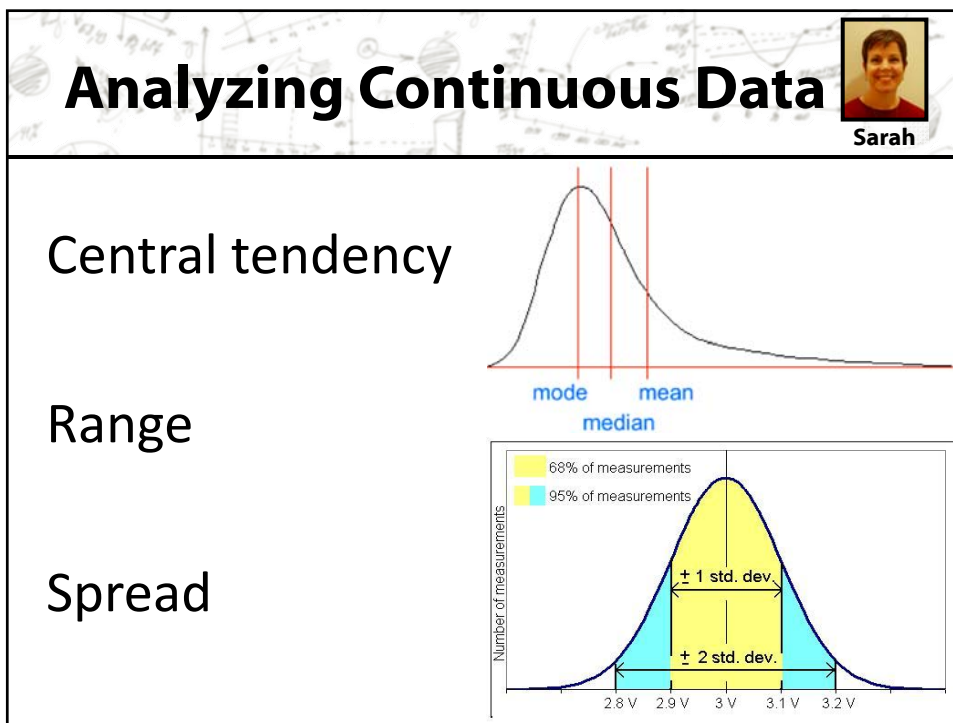 Analyzing Continuous Data
Sarah
Central tendency
Range
Spread
mode mean
median
68% of measurements
95% of measurements
Number of measurements
± 1 std. dev.
± 2 std. dev.
2.8 V 2.9 V 3 V 3.1 V 3.2 V